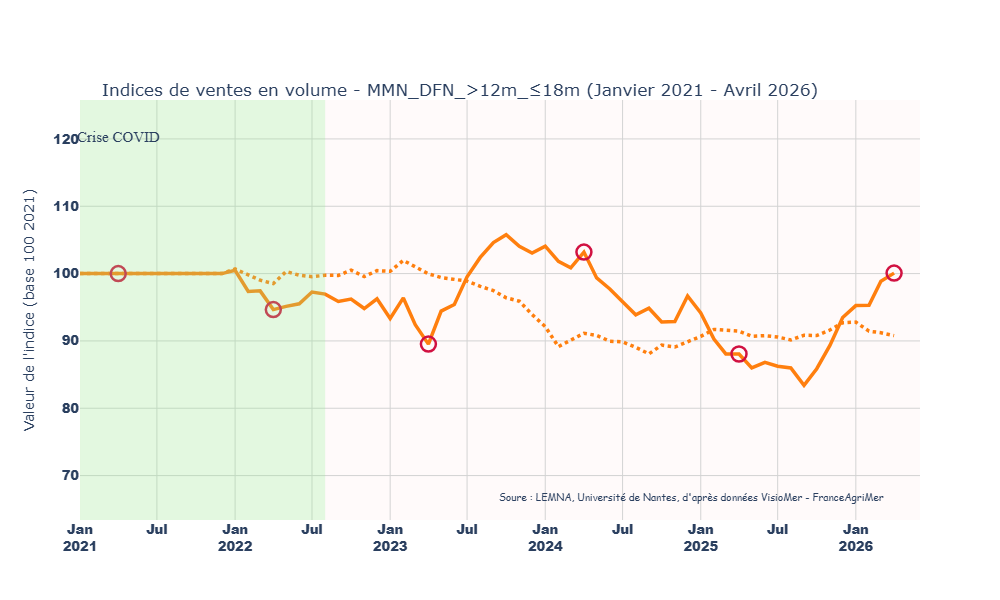 Indices de ventes en volume - MMN_DFN_>12m_≤18m (Janvier 2021 - Avril 2026)
Valeur de l'indice (base 100 2021)
120
Crise COVID
110
100
90
80
70
Soure : LEMNA, Université de Nantes, d'après données VisioMer - FranceAgriMer
Jan Jul Jan Jul Jan Jul Jan Jul Jan Jul Jan
2021 2022 2023 2024 2025 2026